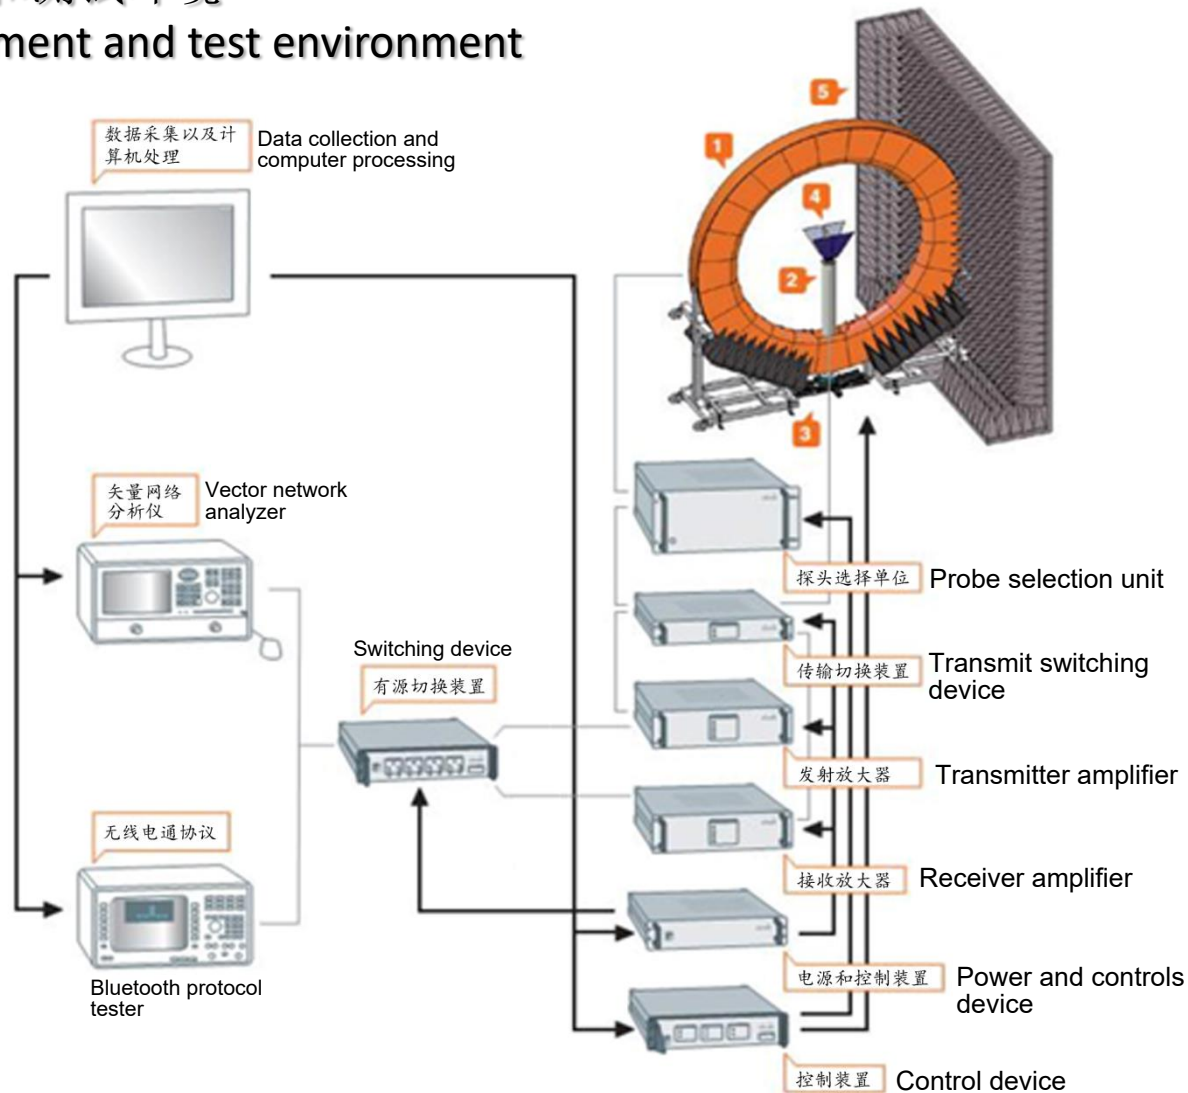 ment and test environment
数据采集以及计
算机处理
Data collection and
computer processing
5
1
4
2
3
矢量网络
分析仪
Vector network
analyzer
探头选择单位
Probe selection unit
Switching device
有源切换装置
传输切换装置
Transmit switching
device
发射放大器
Transmitter amplifier
无线电通协议
接收放大器
Receiver amplifier
Bluetooth protocol
tester
电源和控制装置
Power and controls
device
控制装置
Control device